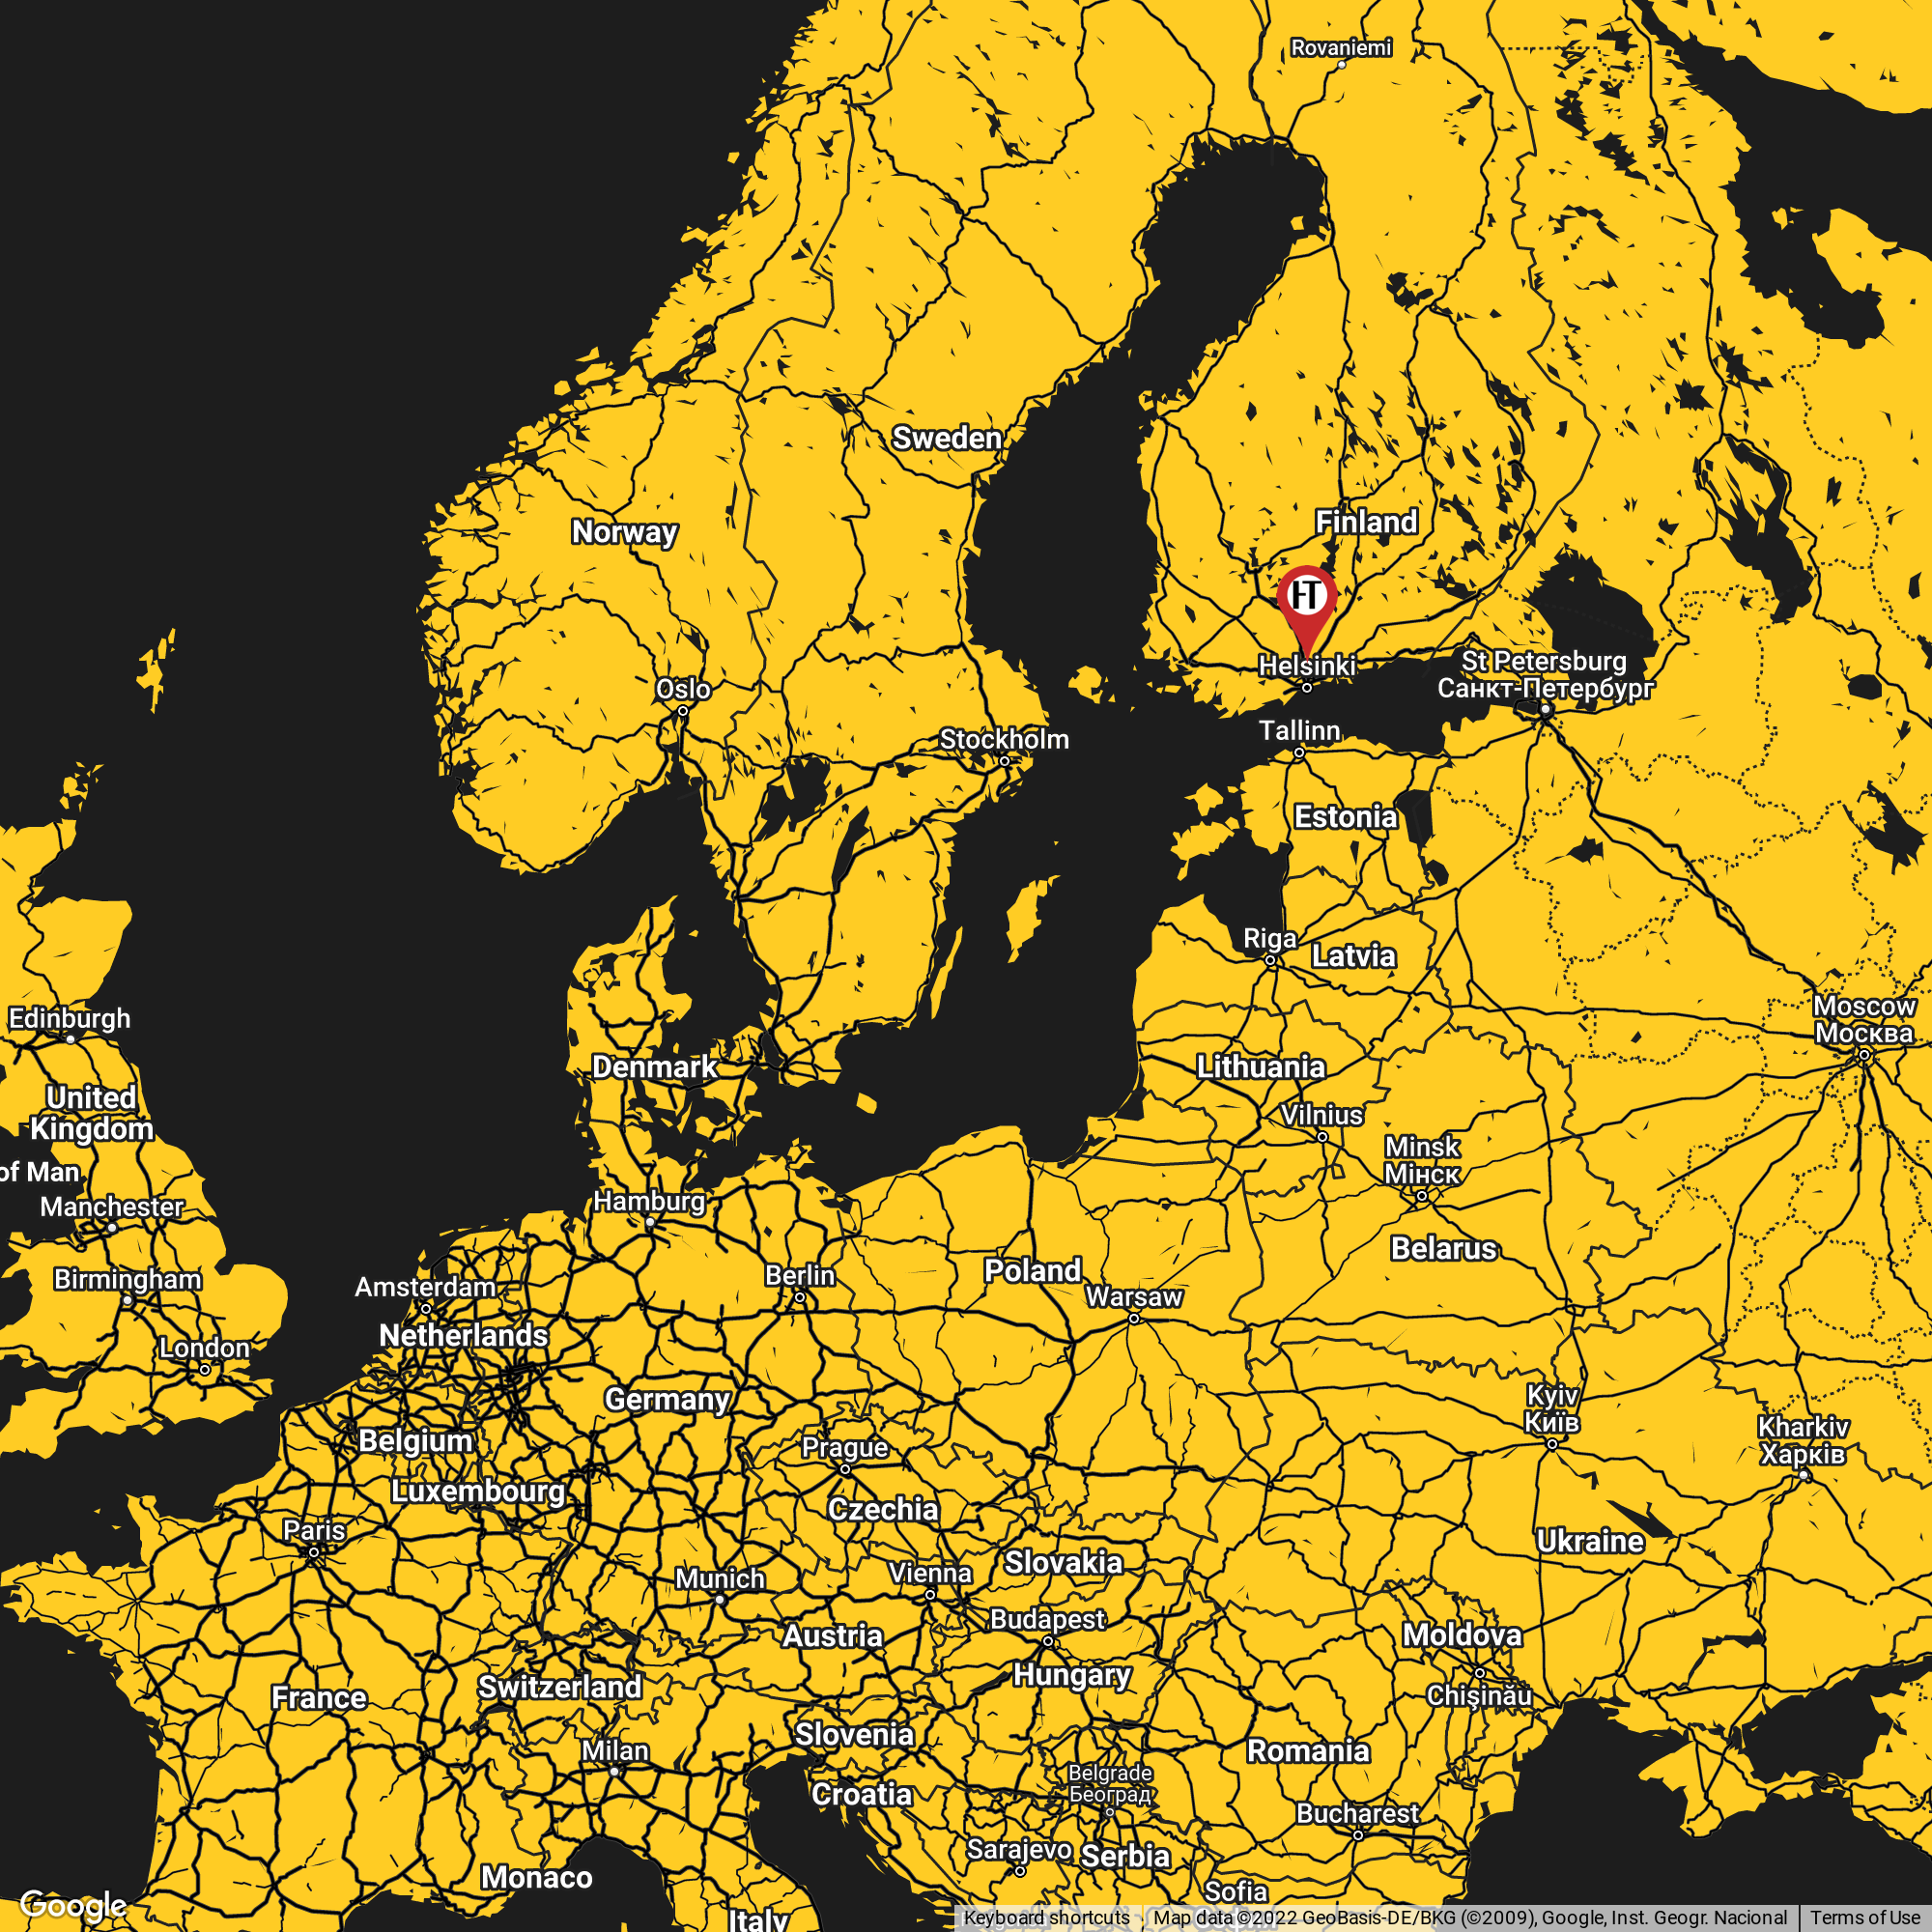 Rovaniemi
Sweden
Norway
Finland
HT
Helsinki
St Petersburg
Санкт-Петербург
Oslo
Stockholm
Tallinn
Estonia
Riga
Latvia
Moscow
Москва
Edinburgh
Denmark
Lithuania
United
Kingdom
Vilnius
Minsk
Мінск
of Man
Manchester
Hamburg
Belarus
Birmingham
Amsterdam
Berlin
Poland
Warsaw
Netherlands
London
Germany
Kyiv
Київ
Belgium
Prague
Kharkiv
Харків
Luxembourg
Czechia
Paris
Ukraine
Munich
Vienna
Slovakia
Budapest
Austria
Moldova
Hungary
Switzerland
France
Chișinău
Slovenia
Milan
Romania
Belgrade
Београд
Croatia
Bucharest
Sarajevo
Serbia
Monaco
Sofia
Google
Italy
Keyboard shortcuts
Map data ©2022 GeoBasis-DE/BKG (©2009), Google, Inst. Geogr. Nacional
Terms of Use